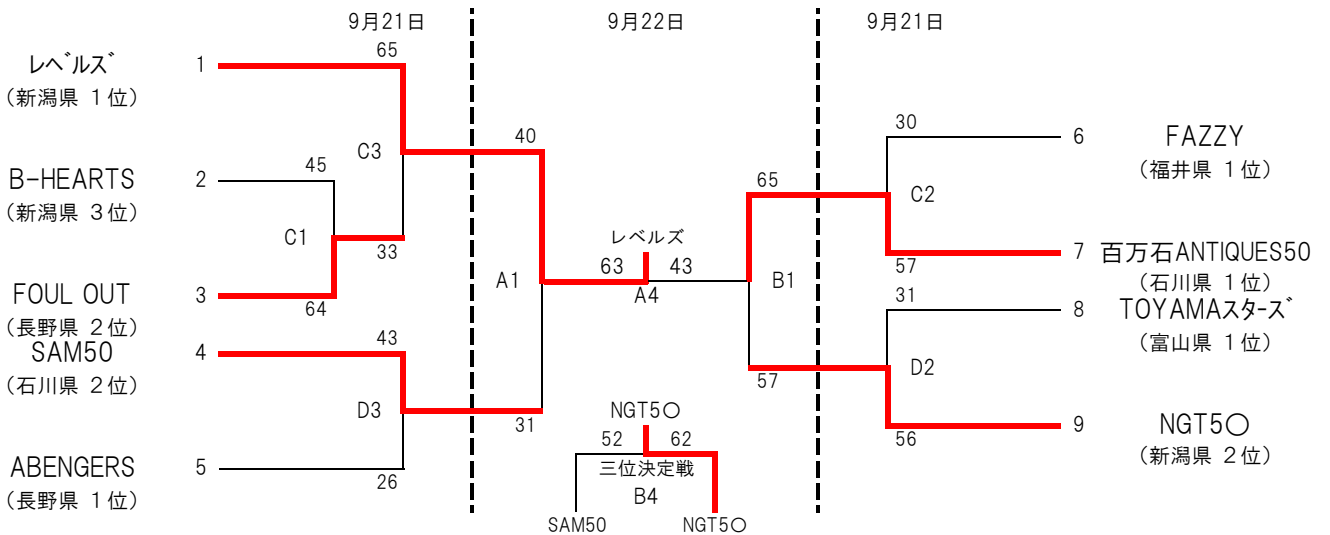 9月21日
9月22日
9月21日
レベルズ
(新潟県 1位)
1
65
C3
B-HEARTS
(新潟県 3位)
2
45
C1
33
FOUL OUT
(長野県 2位)
3
64
SAM50
(石川県 2位)
4
43
D3
ABENGERS
(長野県 1位)
5
26
40
A1
31
レベルズ
63
43
A4
65
B1
57
NGT5○
52
62
三位決定戦
B4
SAM50
NGT5○
30
C2
57
31
D2
56
6
FAZZY
(福井県 1位)
7
百万石ANTIQUES50
(石川県 1位)
8
TOYAMAスターズ
(富山県 1位)
9
NGT5○
(新潟県 2位)